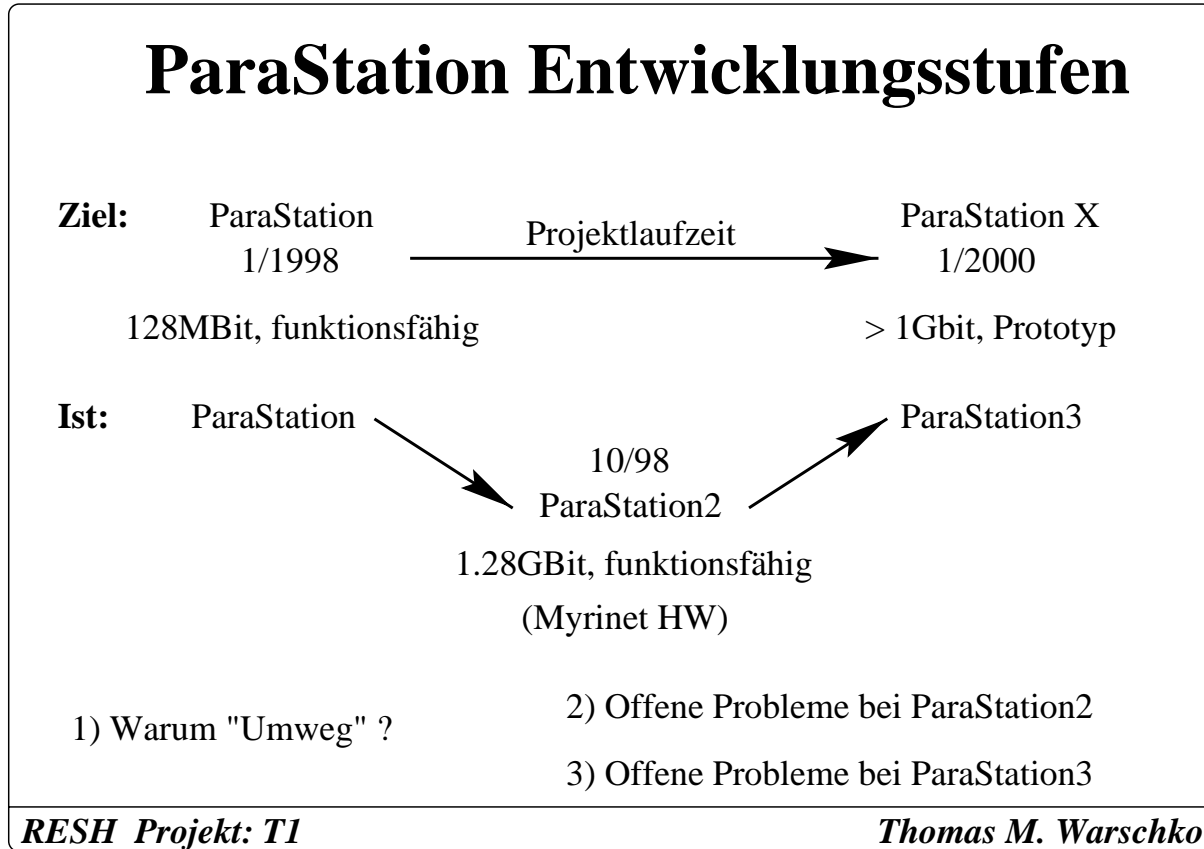 ParaStation Entwicklungsstufen
Ziel: ParaStation Projektlaufzeit ParaStation X
1/1998 1/2000
128MBit, funktionsfähig > 1Gbit, Prototyp
Ist: ParaStation ParaStation3
10/98
ParaStation2
1.28GBit, funktionsfähig
(Myrinet HW)
1) Warum "Umweg" ?
2) Offene Probleme bei ParaStation2
3) Offene Probleme bei ParaStation3
RESH Projekt: T1 Thomas M. Warschko